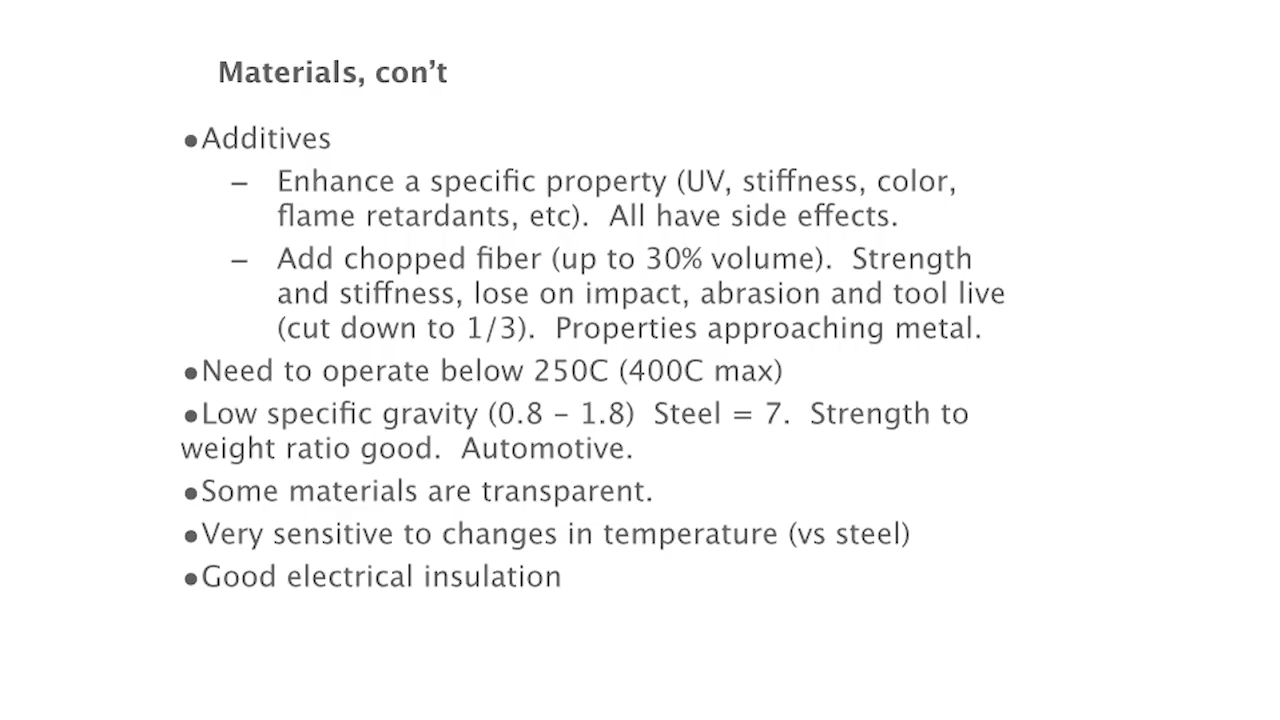 Materials, con’t
●Additives
– Enhance a specific property (UV, stiffness, color,
flame retardants, etc).  All have side effects.
– Add chopped fiber (up to 30% volume).  Strength
and stiffness, lose on impact, abrasion and tool live
(cut down to 1/3).  Properties approaching metal.
●Need to operate below 250C (400C max)
●Low specific gravity (0.8 – 1.8)  Steel = 7.  Strength to
weight ratio good.  Automotive.
●Some materials are transparent.
●Very sensitive to changes in temperature (vs steel)
●Good electrical insulation